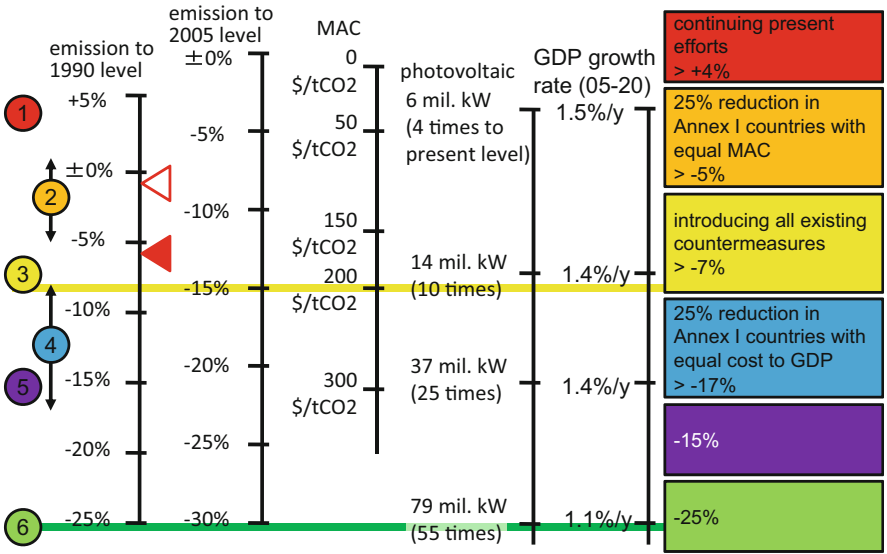 emission to
1990 level
+5%
±0%
-5%
-10%
-15%
-20%
-25%
1
2
3
4
5
6
emission to
2005 level
±0%
-5%
-10%
-15%
-20%
-25%
-30%
MAC
0
$/tCO2
50
$/tCO2
150
$/tCO2
200
$/tCO2
300
$/tCO2
photovoltaic
6 mil. kW
(4 times to
present level)
14 mil. kW
(10 times)
37 mil. kW
(25 times)
79 mil. kW
(55 times)
GDP growth
rate (05-20)
1.5%/y
1.4%/y
1.4%/y
1.1%/y
continuing present
efforts
> +4%
25% reduction in
Annex I countries with
equal MAC
> -5%
introducing all existing
countermeasures
> -7%
25% reduction in
Annex I countries with
equal cost to GDP
> -17%
-15%
-25%